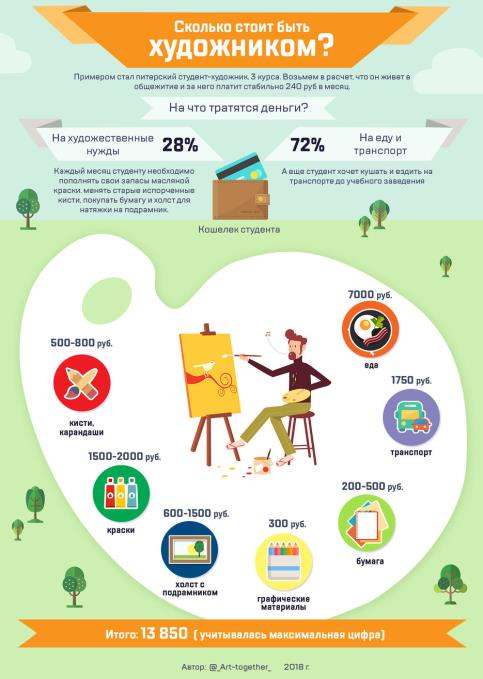 Сколько стоит быть
художником?
Примером стал питерский студент-художник, 3 курса. Возьмем в расчет, что он живет в
общежитие и за него платит стабильно 240 руб в месяц.
На что тратятся деньги?
На художественные
нужды
28%
72%
На еду и
транспорт
Каждый месяц студенту необходимо
пополнять свои запасы масляной
краски, менять старые испорченные
кисти, покупать бумагу и холст для
натяжки на подрамник.
А еще студент хочет кушать и ездить на
транспорте до учебного заведения
Кошелек студента
7000 руб.
еда
500-800 руб.
кисти,
карандаши
1750 руб.
транспорт
1500-2000 руб.
краски
200-500 руб.
бумага
600-1500 руб.
холст с
подрамником
300 руб.
графические
материалы
Итого: 13 850 ( учитывалась максимальная цифра)
Автор: @_Art-together_ 2018 г.